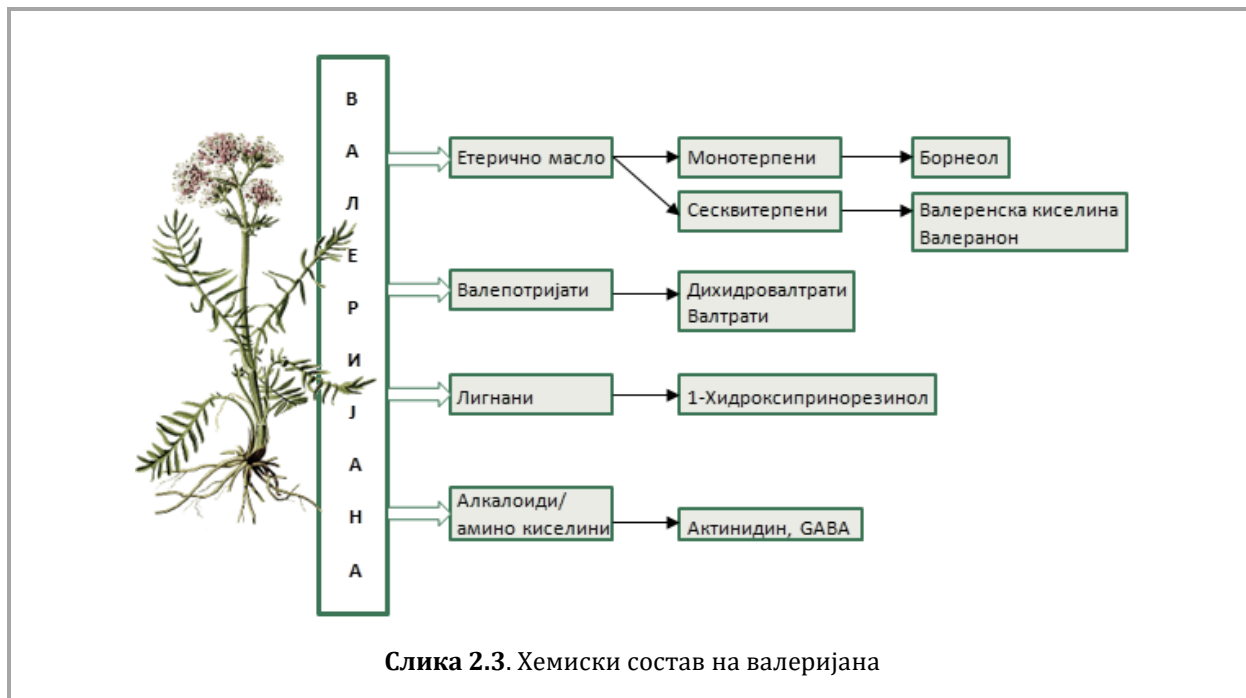 В
А
Л
Е
Р
И
Ј
А
Н
А
Етерично масло
Монотерпени
Борнеол
Сесквитерпени
Валеренска киселина
Валеранон
Валепотријати
Дихидровалтрати
Валтрати
Лигнани
1-Хидроксипринорезинол
Алкалоиди/
амино киселини
Актинидин, GABA
Слика 2.3. Хемиски состав на валеријана